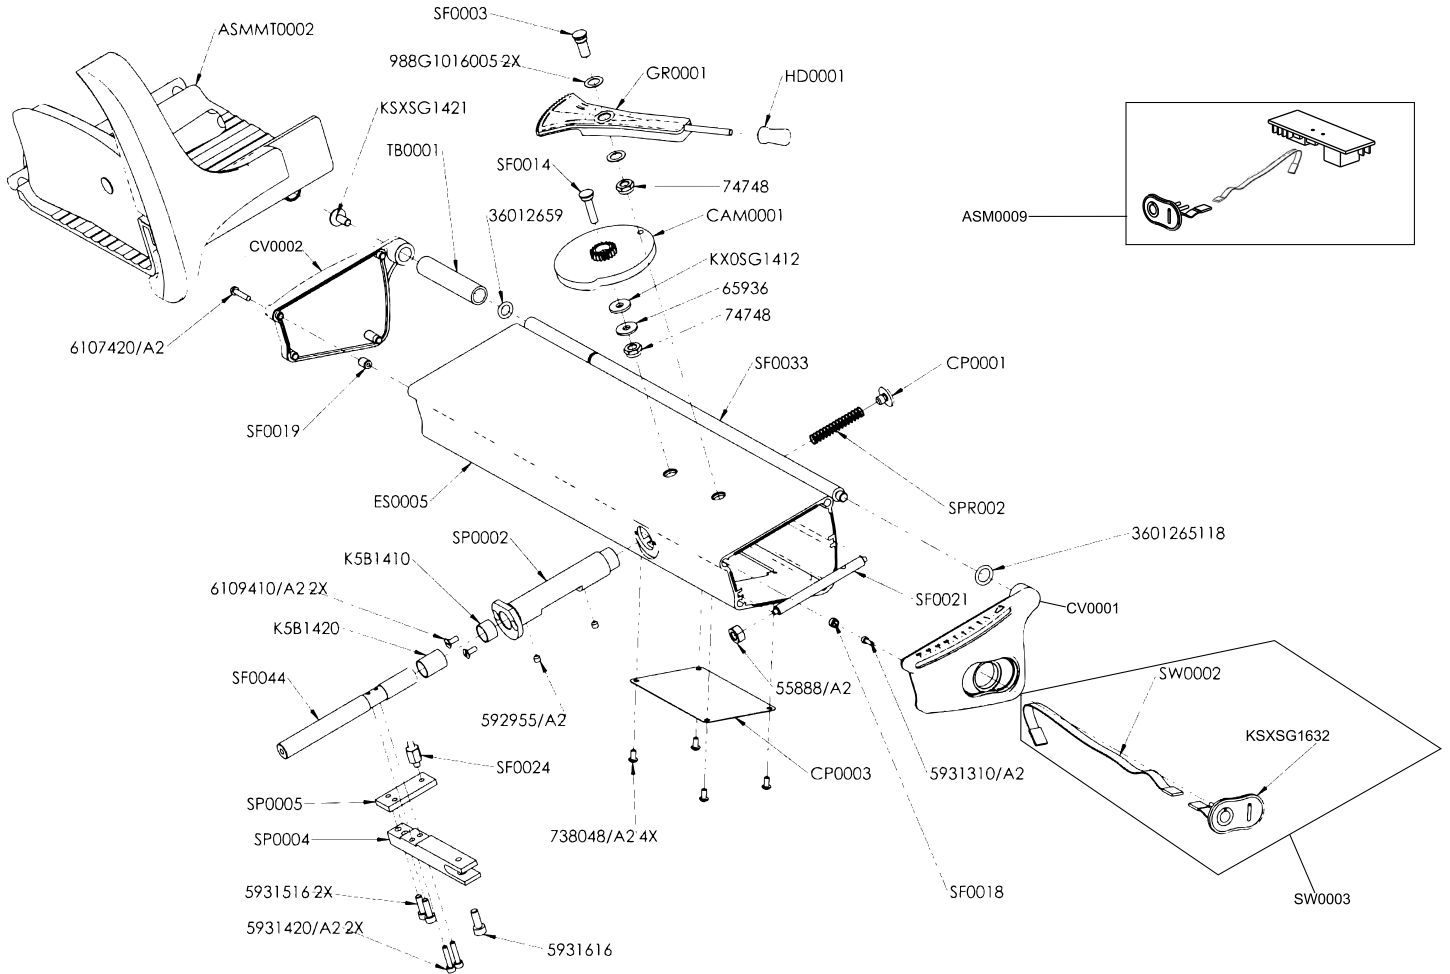 SF0003
ASMMT0002
988G1016005 2X
GR0001
HD0001
KSXSG1421
TB0001
SF0014
74748
36012659
CAM0001
ASM0009
CV0002
KX0SG1412
65936
74748
6107420/A2
SF0033
CP0001
SF0019
ES0005
SPR002
SP0002
3601265118
K5B1410
6109410/A2 2X
SF0021
CV0001
K5B1420
SF0044
SW0002
55888/A2
592955/A2
KSXSG1632
SF0024
CP0003
5931310/A2
SP0005
738048/A2 4X
SP0004
5931516 2X
SF0018
SW0003
5931420/A2 2X
5931616